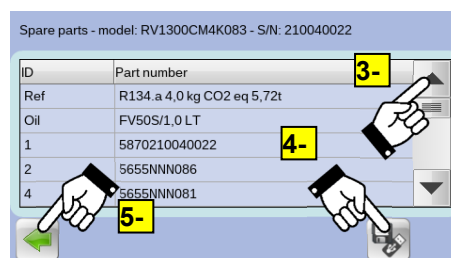 Spare parts - model: RV1300CM4K083 - S/N: 210040022
ID Part number 3-
Ref R134.a 4,0 kg CO2 eq 5,72t
Oil FV50S/1,0 LT
1 5870210040022 4-
2 5655NNN086
4 5655NNN081
5-